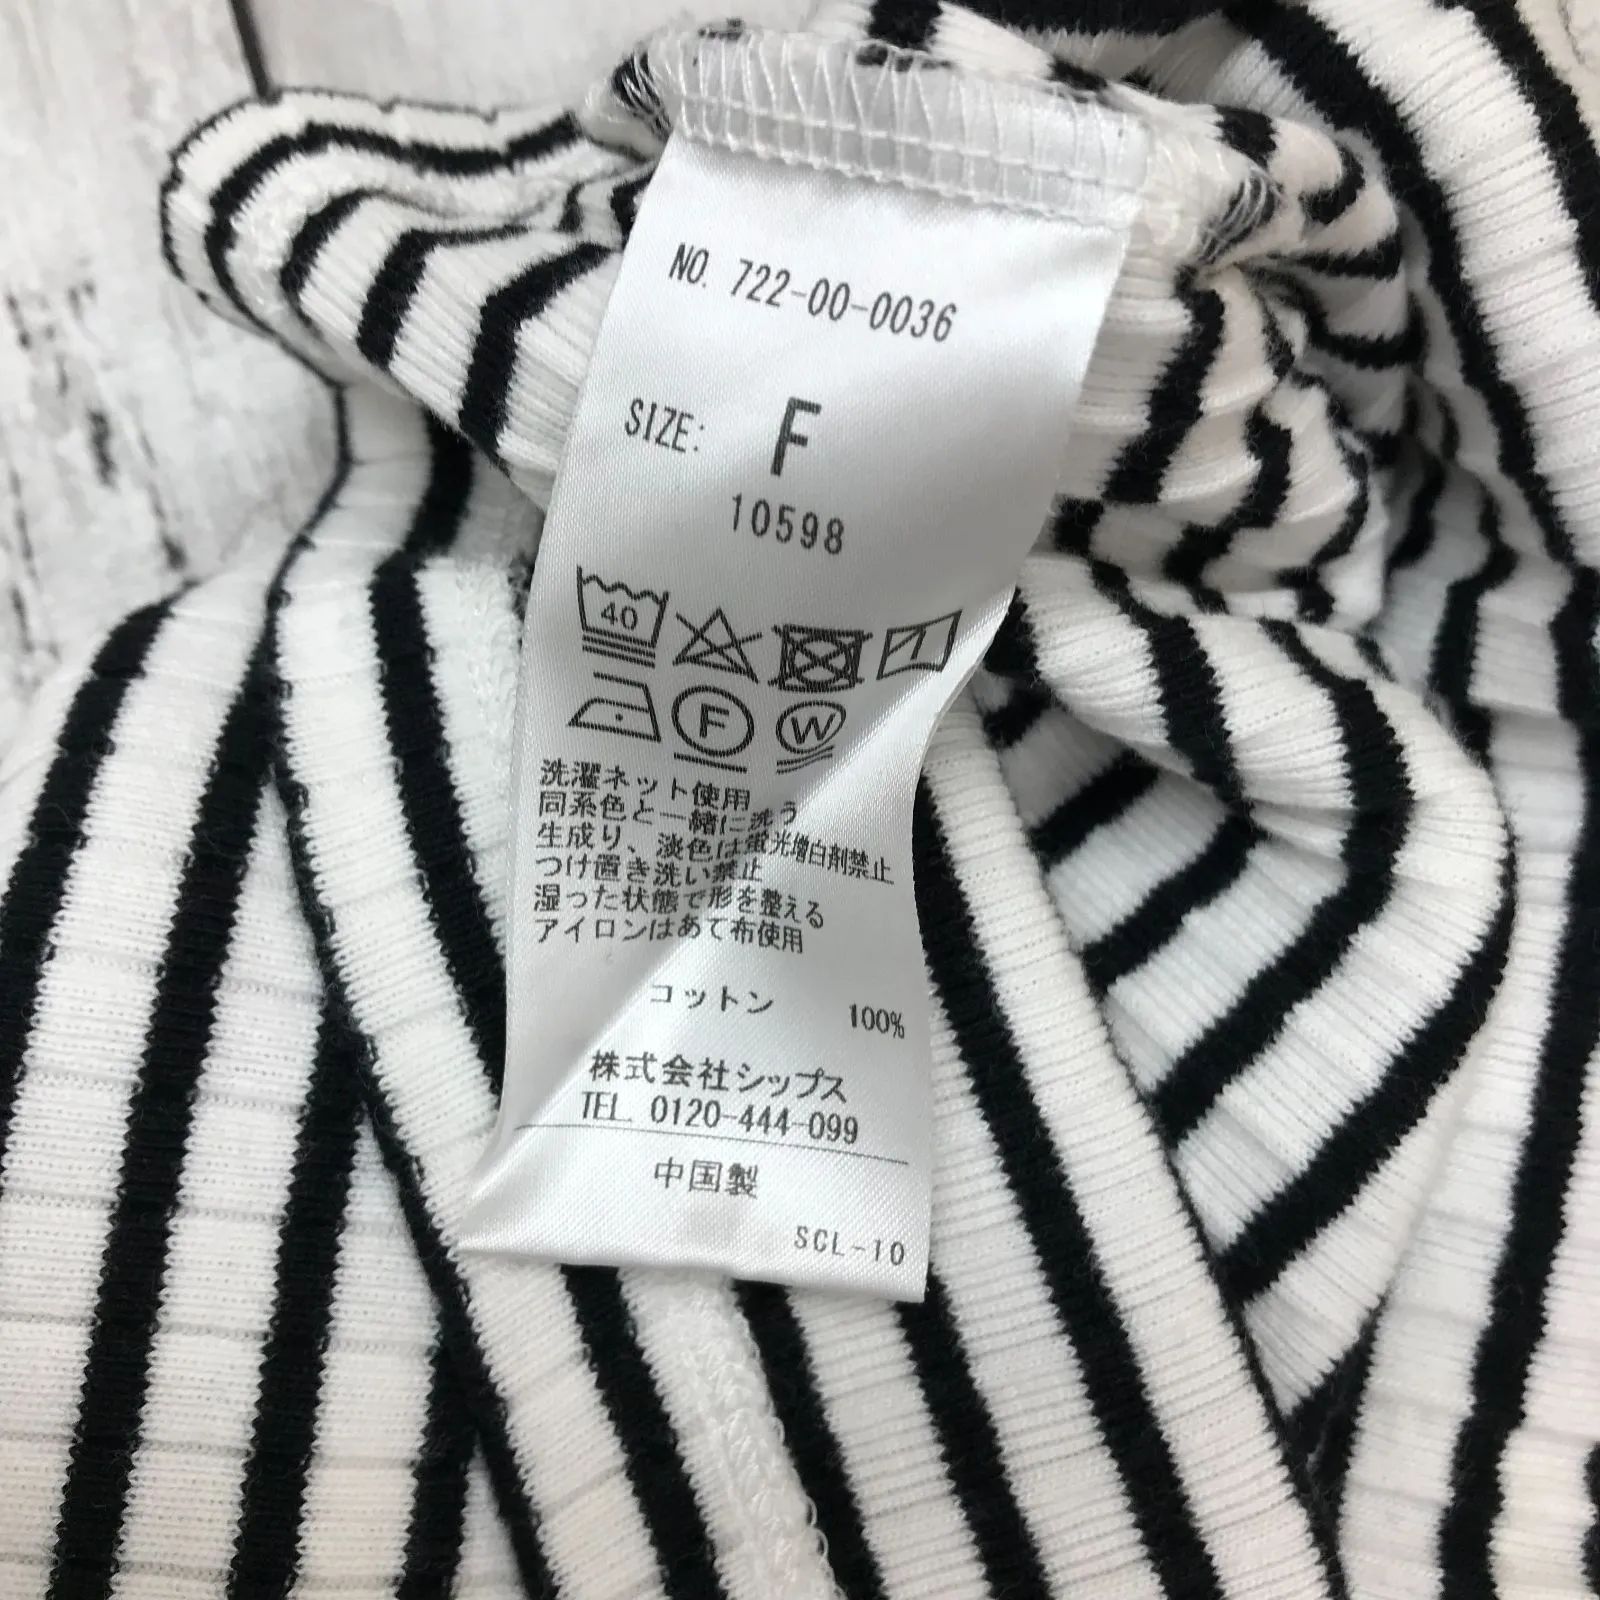 NO. 722-00-0036
SIZE: F
10598
40
F W
洗濯ネット使用
同系色と一緒に洗う
生成り、淡色は蛍光増白剤禁止
つけ置き洗い禁止
湿った状態で形を整える
アイロンはあて布使用
コットン 100%
株式会社シップス
TEL. 0120-444-099
中国製
SCL-10